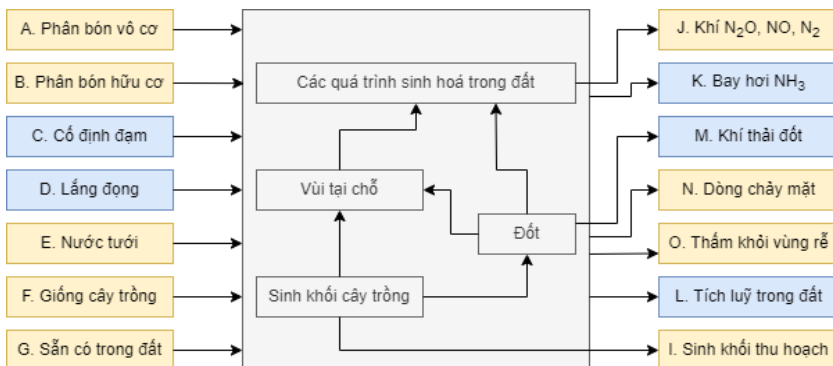 A. Phân bón vô cơ
B. Phân bón hữu cơ
C. Cố định đạm
D. Lắng đọng
E. Nước tưới
F. Giống cây trồng
G. Sẵn có trong đất
Các quá trình sinh hoá trong đất
Vùi tại chỗ
Đốt
Sinh khối cây trồng
J. Khí N₂O, NO, N₂
K. Bay hơi NH₃
M. Khí thải đốt
N. Dòng chảy mặt
O. Thấm khỏi vùng rễ
L. Tích luỹ trong đất
I. Sinh khối thu hoạch